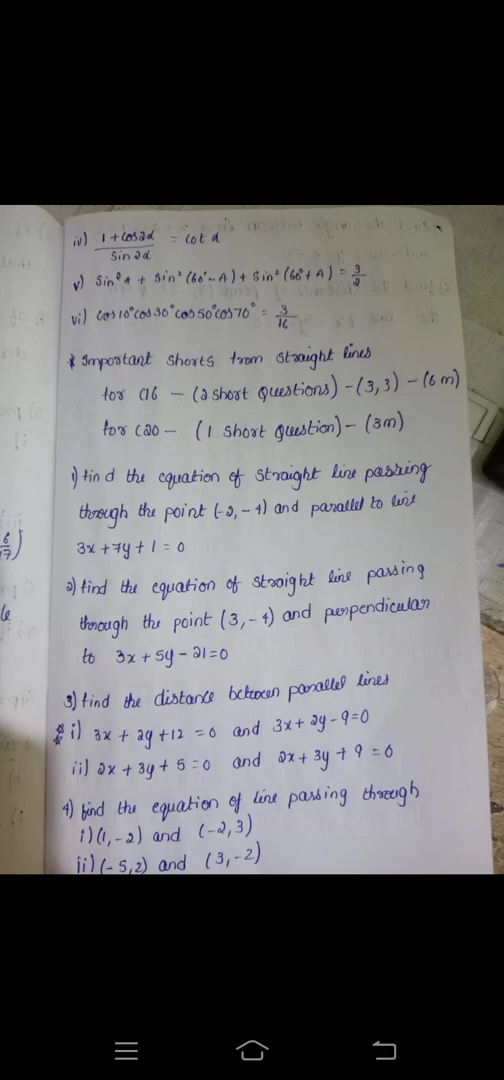 iv) 1 + cos2α / sin 2α = cot α
v) sin²A + sin²(60°-A) + sin²(60°+A) = 3/2
vi) cos10°cos30°cos50°cos70° = 3/16
* Important shorts from straight lines
for C16 - (2 short questions) - (3,3) - (6m)
for C20 - (1 short question) - (3m)
1) find the equation of straight line passing
through the point (-2, -4) and parallel to line
3x + 7y + 1 = 0
2) find the equation of straight line passing
through the point (3, -4) and perpendicular
to 3x + 5y - 21 = 0
3) find the distance between parallel lines
i) 3x + 2y + 12 = 0 and 3x + 2y - 9 = 0
ii) 2x + 3y + 5 = 0 and 2x + 3y + 9 = 0
4) find the equation of line passing through
i) (1, -2) and (-2, 3)
ii) (-5, 2) and (3, -2)